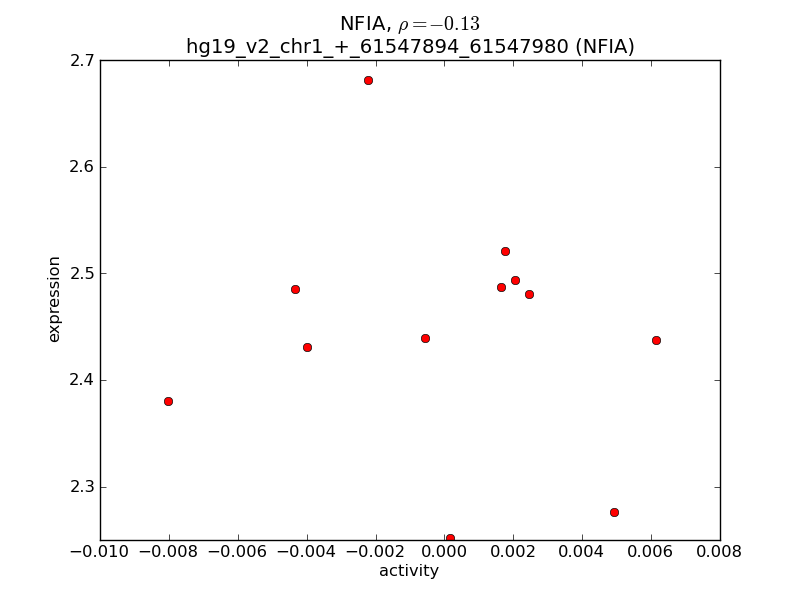 NFIA, ρ = −0.13
hg19_v2_chr1_+_61547894_61547980 (NFIA)
2.7
2.6
2.5
2.4
2.3
expression
−0.010 −0.008 −0.006 −0.004 −0.002 0.000 0.002 0.004 0.006 0.008
activity